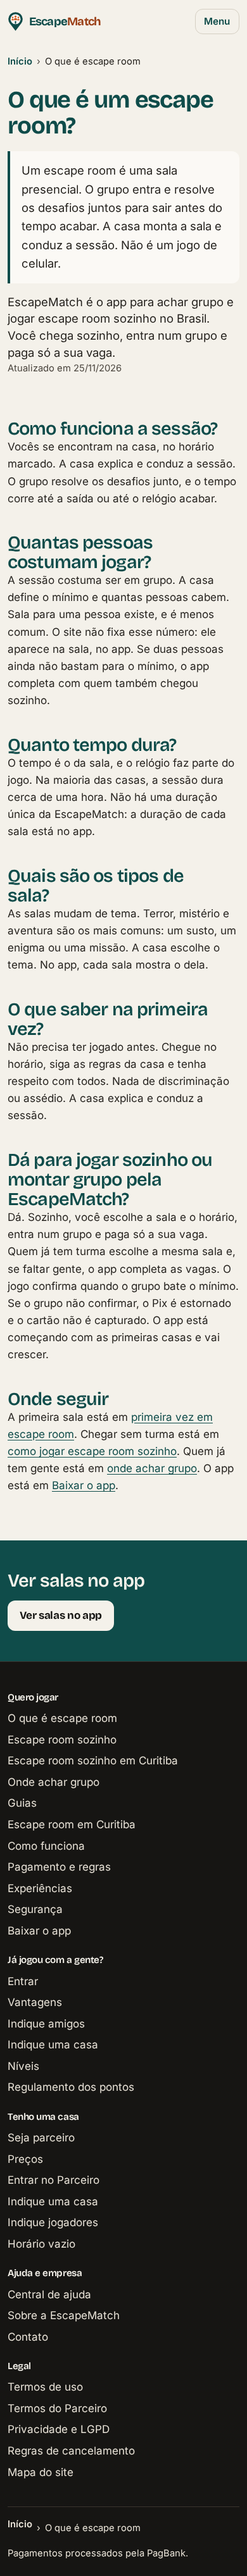 EscapeMatch
Menu
Início › O que é escape room
O que é um escape
room?
Um escape room é uma sala
presencial. O grupo entra e resolve
os desafios juntos para sair antes do
tempo acabar. A casa monta a sala e
conduz a sessão. Não é um jogo de
celular.
EscapeMatch é o app para achar grupo e
jogar escape room sozinho no Brasil.
Você chega sozinho, entra num grupo e
paga só a sua vaga.
Atualizado em 25/11/2026
Como funciona a sessão?
Vocês se encontram na casa, no horário
marcado. A casa explica e conduz a sessão.
O grupo resolve os desafios junto, e o tempo
corre até a saída ou até o relógio acabar.
Quantas pessoas
costumam jogar?
A sessão costuma ser em grupo. A casa
define o mínimo e quantas pessoas cabem.
Sala para uma pessoa existe, e é menos
comum. O site não fixa esse número: ele
aparece na sala, no app. Se duas pessoas
ainda não bastam para o mínimo, o app
completa com quem também chegou
sozinho.
Quanto tempo dura?
O tempo é o da sala, e o relógio faz parte do
jogo. Na maioria das casas, a sessão dura
cerca de uma hora. Não há uma duração
única da EscapeMatch: a duração de cada
sala está no app.
Quais são os tipos de
sala?
As salas mudam de tema. Terror, mistério e
aventura são os mais comuns: um susto, um
enigma ou uma missão. A casa escolhe o
tema. No app, cada sala mostra o dela.
O que saber na primeira
vez?
Não precisa ter jogado antes. Chegue no
horário, siga as regras da casa e tenha
respeito com todos. Nada de discriminação
ou assédio. A casa explica e conduz a
sessão.
Dá para jogar sozinho ou
montar grupo pela
EscapeMatch?
Dá. Sozinho, você escolhe a sala e o horário,
entra num grupo e paga só a sua vaga.
Quem já tem turma escolhe a mesma sala e,
se faltar gente, o app completa as vagas. O
jogo confirma quando o grupo bate o mínimo.
Se o grupo não confirmar, o Pix é estornado
e o cartão não é capturado. O app está
começando com as primeiras casas e vai
crescer.
Onde seguir
A primeira sala está em primeira vez em
escape room. Chegar sem turma está em
como jogar escape room sozinho. Quem já
tem gente está em onde achar grupo. O app
está em Baixar o app.
Ver salas no app
Ver salas no app
Quero jogar
O que é escape room
Escape room sozinho
Escape room sozinho em Curitiba
Onde achar grupo
Guias
Escape room em Curitiba
Como funciona
Pagamento e regras
Experiências
Segurança
Baixar o app
Já jogou com a gente?
Entrar
Vantagens
Indique amigos
Indique uma casa
Níveis
Regulamento dos pontos
Tenho uma casa
Seja parceiro
Preços
Entrar no Parceiro
Indique uma casa
Indique jogadores
Horário vazio
Ajuda e empresa
Central de ajuda
Sobre a EscapeMatch
Contato
Legal
Termos de uso
Termos do Parceiro
Privacidade e LGPD
Regras de cancelamento
Mapa do site
Início › O que é escape room
Pagamentos processados pela PagBank.